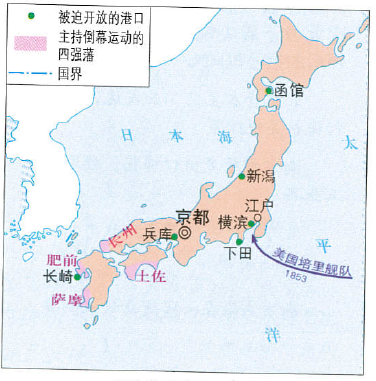 被迫开放的港口
主持倒幕运动的
四强藩
国界
函馆
日本海
太
新潟
江户
京都
横滨
长州
兵库
平
下田
美国培里舰队
1853
肥前
长崎
土佐
萨摩
洋